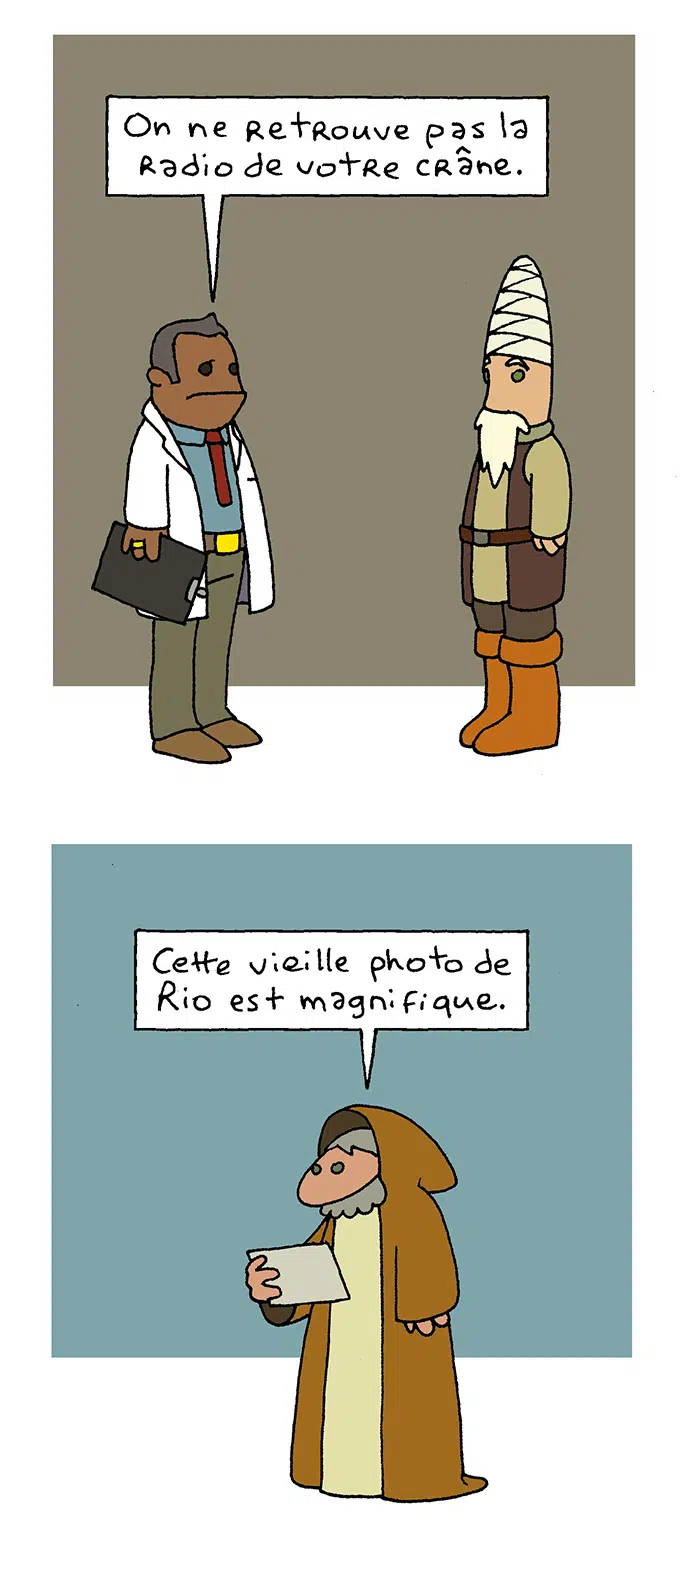 On ne retrouve pas la
radio de votre crâne.
Cette vieille photo de
Rio est magnifique.